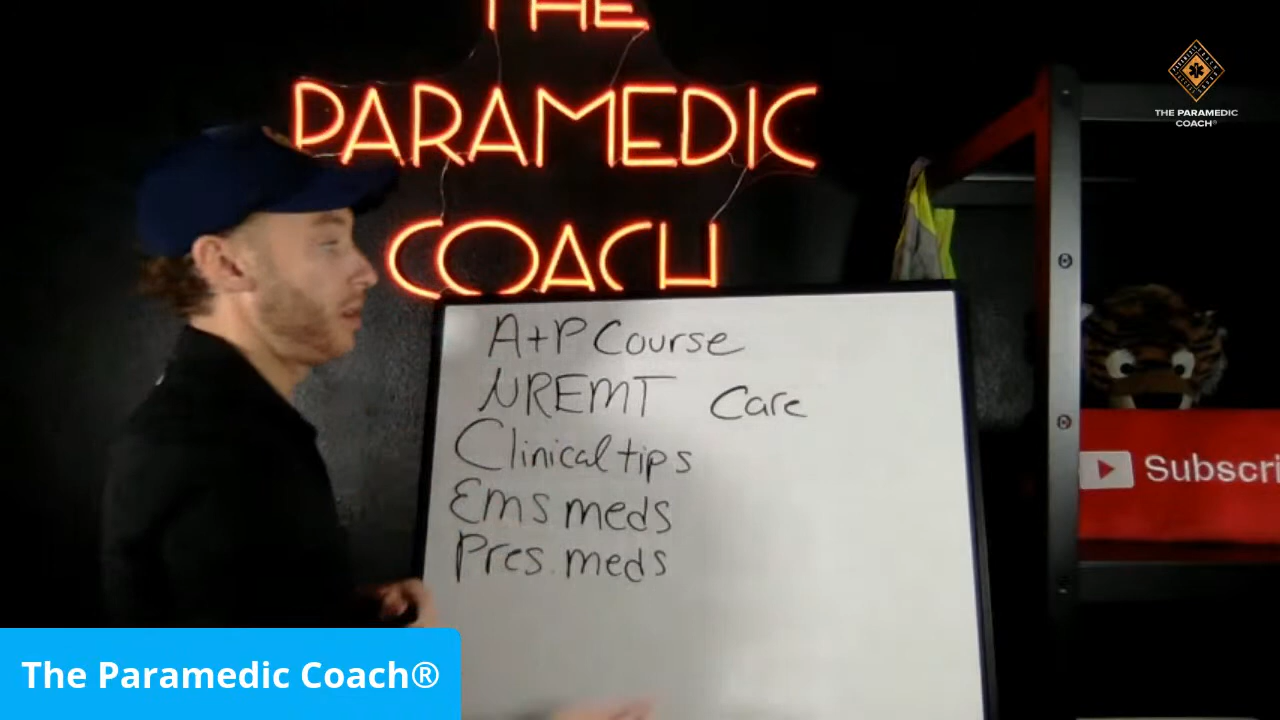 THE
PARAMEDIC
COACH
THE PARAMEDIC
COACH®
A+P Course
NREMT Care
Clinical tips
Ems meds
Pres. meds
Subscri
The Paramedic Coach®